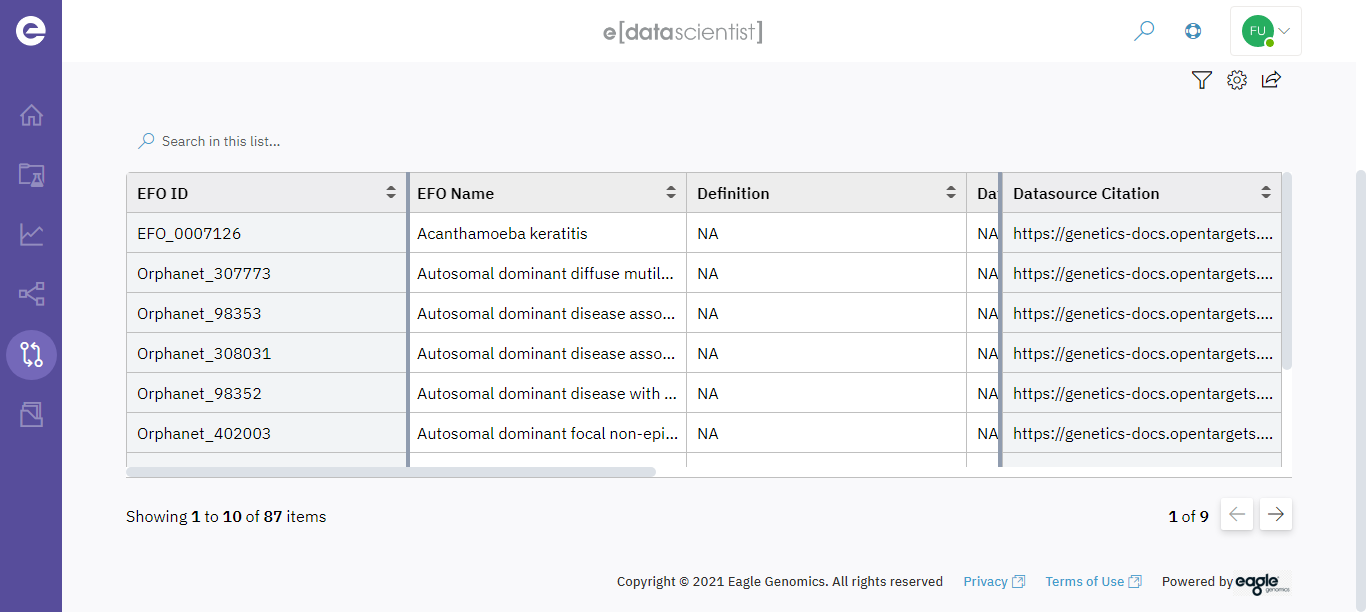 e
e[datascientist]
FU
Search in this list...
EFO ID EFO Name Definition Da Datasource Citation
EFO_0007126 Acanthamoeba keratitis NA NA https://genetics-docs.opentargets....
Orphanet_307773 Autosomal dominant diffuse mutil... NA NA https://genetics-docs.opentargets....
Orphanet_98353 Autosomal dominant disease asso... NA NA https://genetics-docs.opentargets....
Orphanet_308031 Autosomal dominant disease asso... NA NA https://genetics-docs.opentargets....
Orphanet_98352 Autosomal dominant disease with ... NA NA https://genetics-docs.opentargets....
Orphanet_402003 Autosomal dominant focal non-epi... NA NA https://genetics-docs.opentargets....
Showing 1 to 10 of 87 items 1 of 9
Copyright © 2021 Eagle Genomics. All rights reserved Privacy Terms of Use Powered by eagle genomics